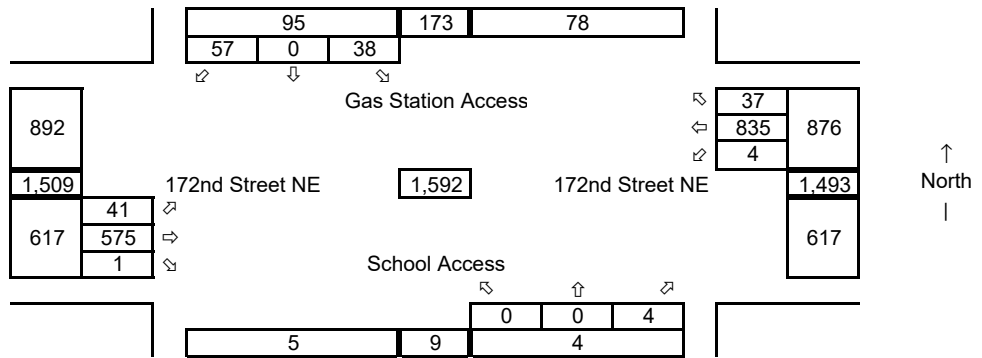 95 173 78
57 0 38
⬃ ⇩ ⬂
Gas Station Access
⬁ 37
892 ⇦ 835 876
⬃ 4
↑
1,509 172nd Street NE 1,592 172nd Street NE 1,493 North
|
41 ⬀
617 575 ⇨ 617
1 ⬂
School Access
⬁ ⇧ ⬀
0 0 4
5 9 4